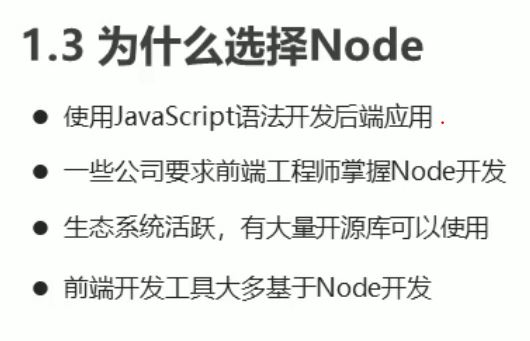 1.3 为什么选择Node
● 使用JavaScript语法开发后端应用
● 一些公司要求前端工程师掌握Node开发
● 生态系统活跃，有大量开源库可以使用
● 前端开发工具大多基于Node开发